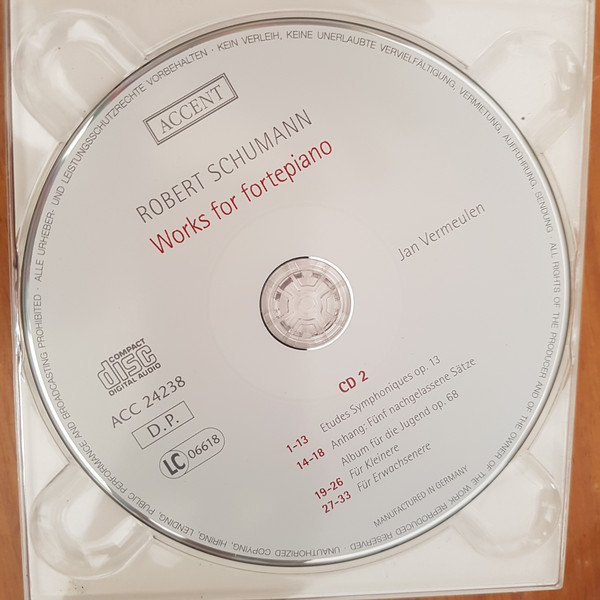 ALLE URHEBER- UND LEISTUNGSSCHUTZRECHTE VORBEHALTEN · KEIN VERLEIH, KEINE UNERLAUBTE VERVIELFÄLTIGUNG, VERMIETUNG, AUFFÜHRUNG, SENDUNG · ALL RIGHTS OF THE PRODUCER AND OF THE OWNER OF THE WORK REPRODUCED RESERVED · UNAUTHORIZED COPYING, HIRING, LENDING, PUBLIC PERFORMANCE AND BROADCASTING PROHIBITED ·
ACCENT
ROBERT SCHUMANN
Works for fortepiano
Jan Vermeulen
COMPACT
disc
DIGITAL AUDIO
ACC 24238
D.P.
LC 06618
CD 2
1-13 Etudes Symphoniques op. 13
14-18 Anhang: Fünf nachgelassene Sätze
Album für die Jugend op. 68
19-26 Für Kleinere
27-33 Für Erwachsenere
MANUFACTURED IN GERMANY